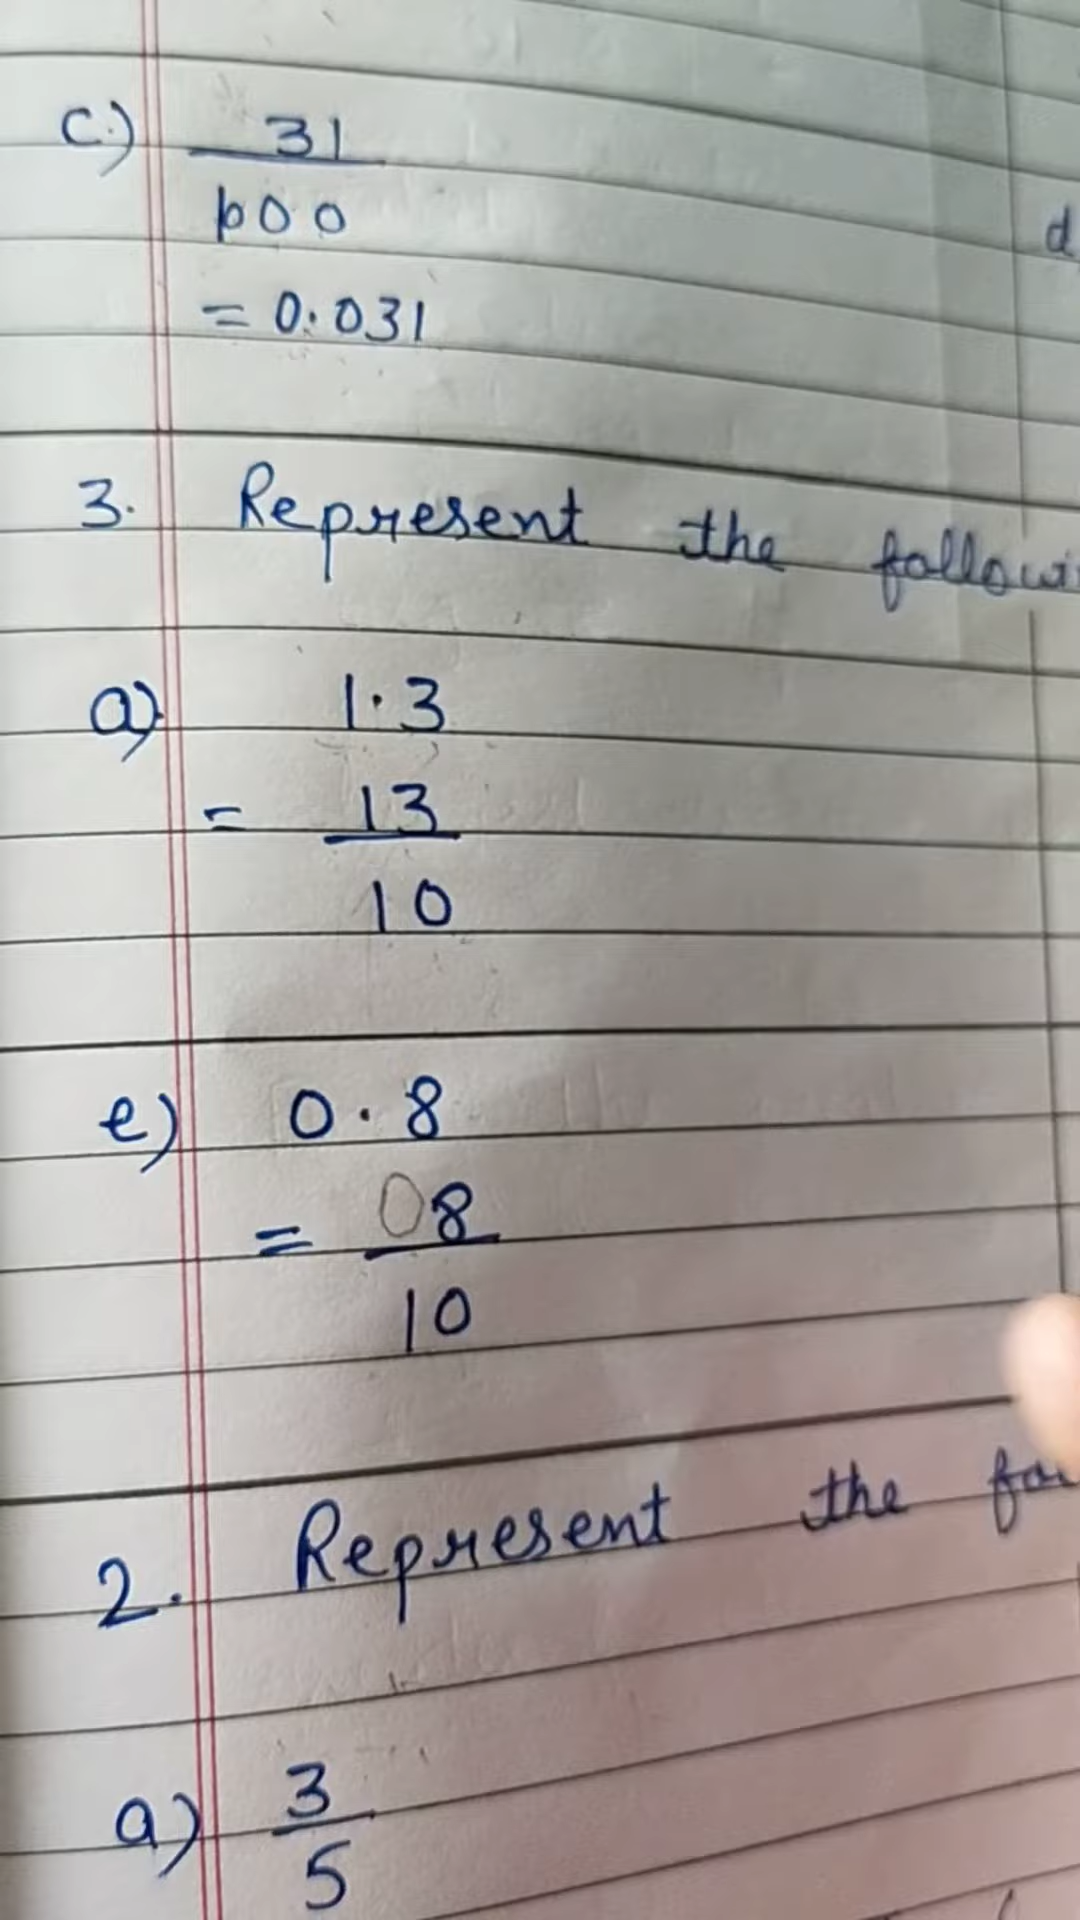 c.) 31
100
= 0.031
d
3. Represent the
a) 1.3
= 13
10
e) 0.8
= 08
10
2. Represent the
a) 3
5